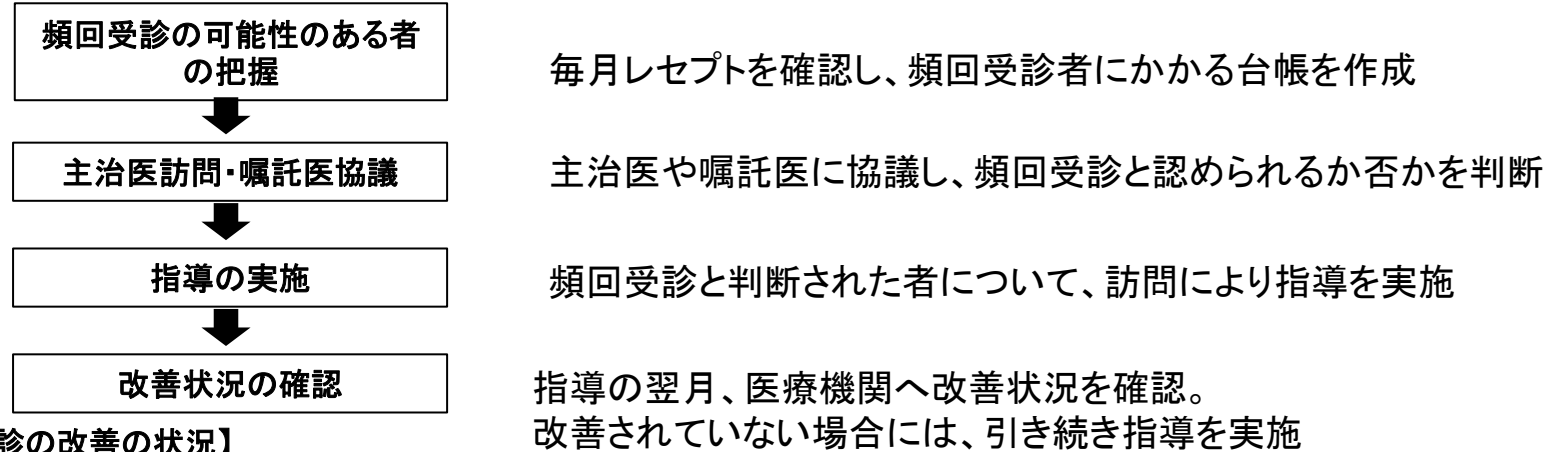 頻回受診の可能性のある者
の把握
毎月レセプトを確認し、頻回受診者にかかる台帳を作成
主治医訪問・嘱託医協議
主治医や嘱託医に協議し、頻回受診と認められるか否かを判断
指導の実施
頻回受診と判断された者について、訪問により指導を実施
改善状況の確認
指導の翌月、医療機関へ改善状況を確認。
改善されていない場合には、引き続き指導を実施
診の改善の状況】